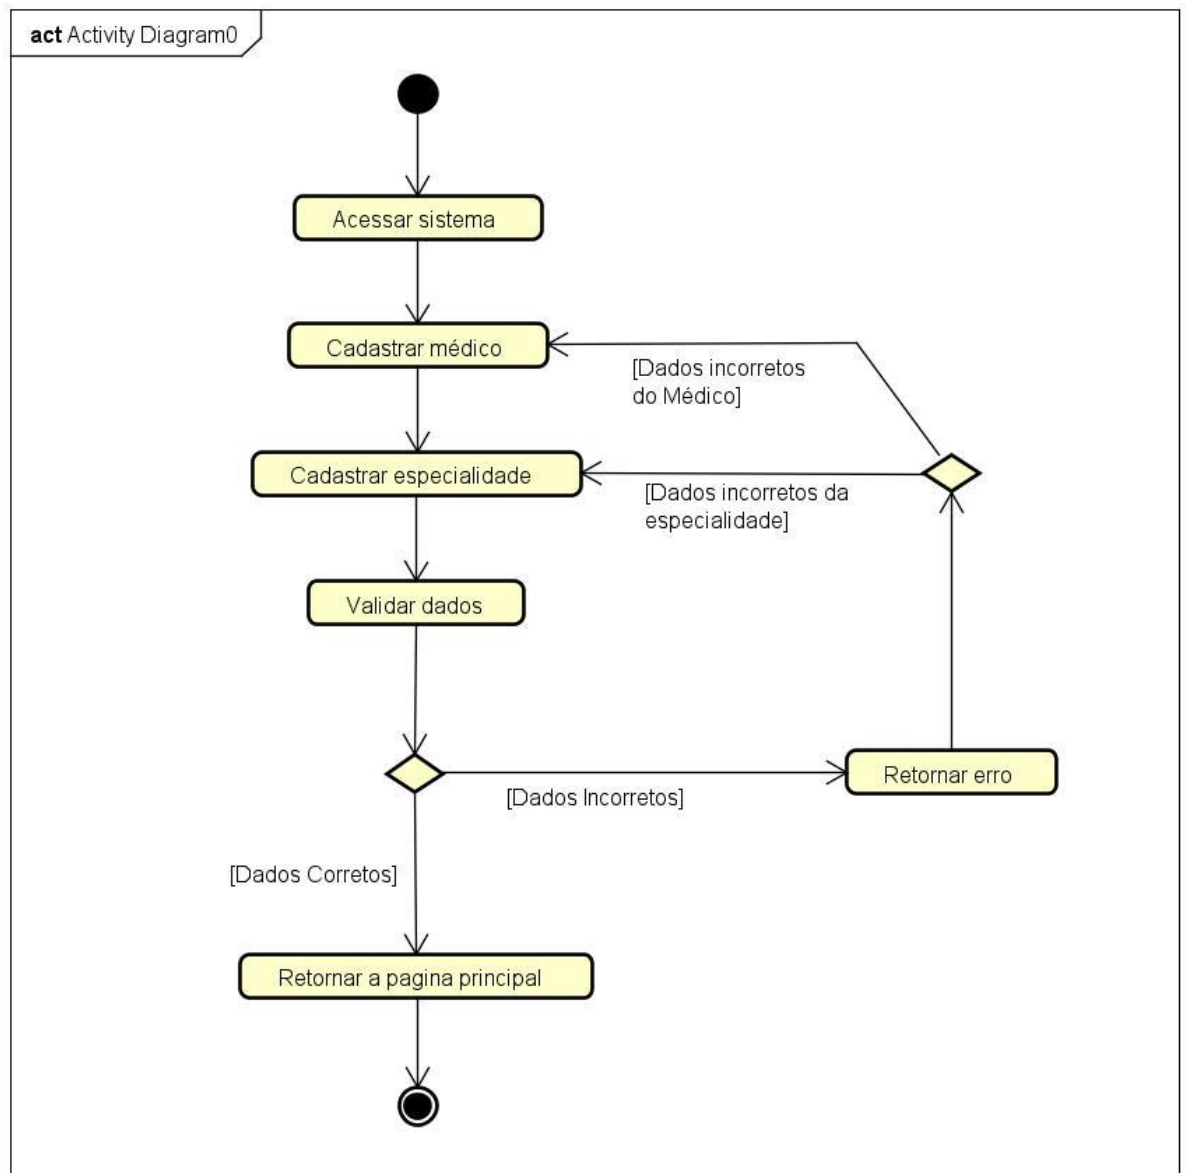 act Activity Diagram0
Acessar sistema
Cadastrar médico
[Dados incorretos
do Médico]
Cadastrar especialidade
[Dados incorretos da
especialidade]
Validar dados
[Dados Incorretos]
Retornar erro
[Dados Corretos]
Retornar a pagina principal